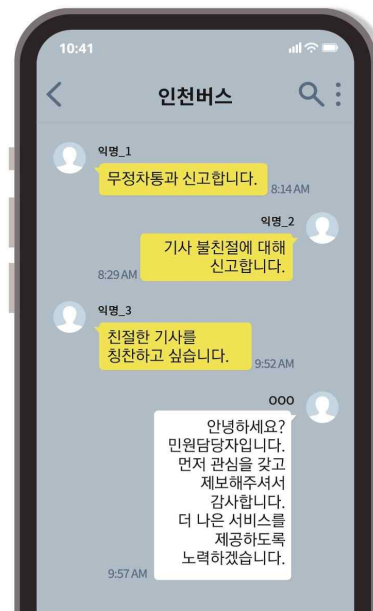 10:41
인천버스
익명_1
무정차통과 신고합니다.
8:14 AM
익명_2
기사 불친절에 대해
신고합니다.
8:29 AM
익명_3
친절한 기사를
칭찬하고 싶습니다.
9:52 AM
OOO
안녕하세요?
민원담당자입니다.
먼저 관심을 갖고
제보해주셔서
감사합니다.
더 나은 서비스를
제공하도록
노력하겠습니다.
9:57 AM